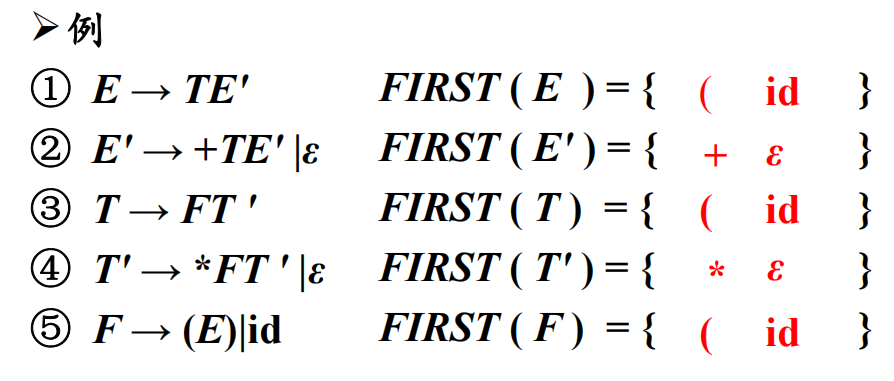 ➢例
① E → TE' FIRST ( E ) = { ( id }
② E' → +TE' |ε FIRST ( E' ) = { + ε }
③ T → FT ' FIRST ( T ) = { ( id }
④ T' → *FT ' |ε FIRST ( T' ) = { * ε }
⑤ F → (E)|id FIRST ( F ) = { ( id }